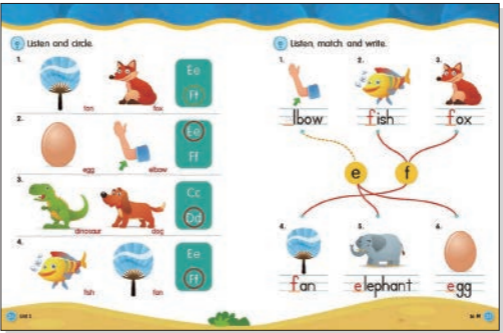 Listen and circle.
1.
fan
fox
Ee
Ff
2.
egg
elbow
Ee
Ff
3.
dinosaur
dog
Cc
Dd
4.
fish
fan
Ee
Ff
Listen, match, and write.
1.
2.
3.
_lbow
fish
fox
e
f
4.
5.
6.
fan
elephant
egg